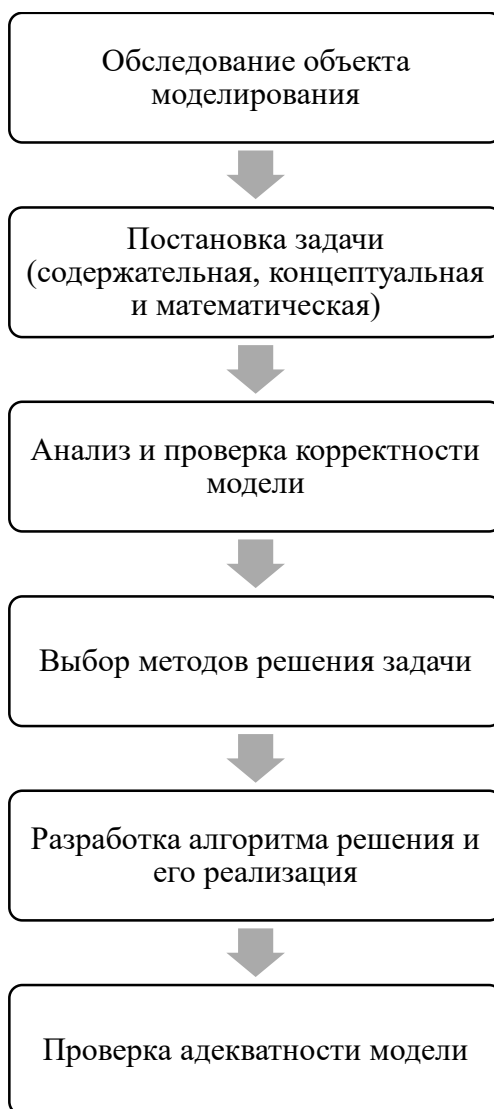 Обследование объекта
моделирования
Постановка задачи
(содержательная, концептуальная
и математическая)
Анализ и проверка корректности
модели
Выбор методов решения задачи
Разработка алгоритма решения и
его реализация
Проверка адекватности модели